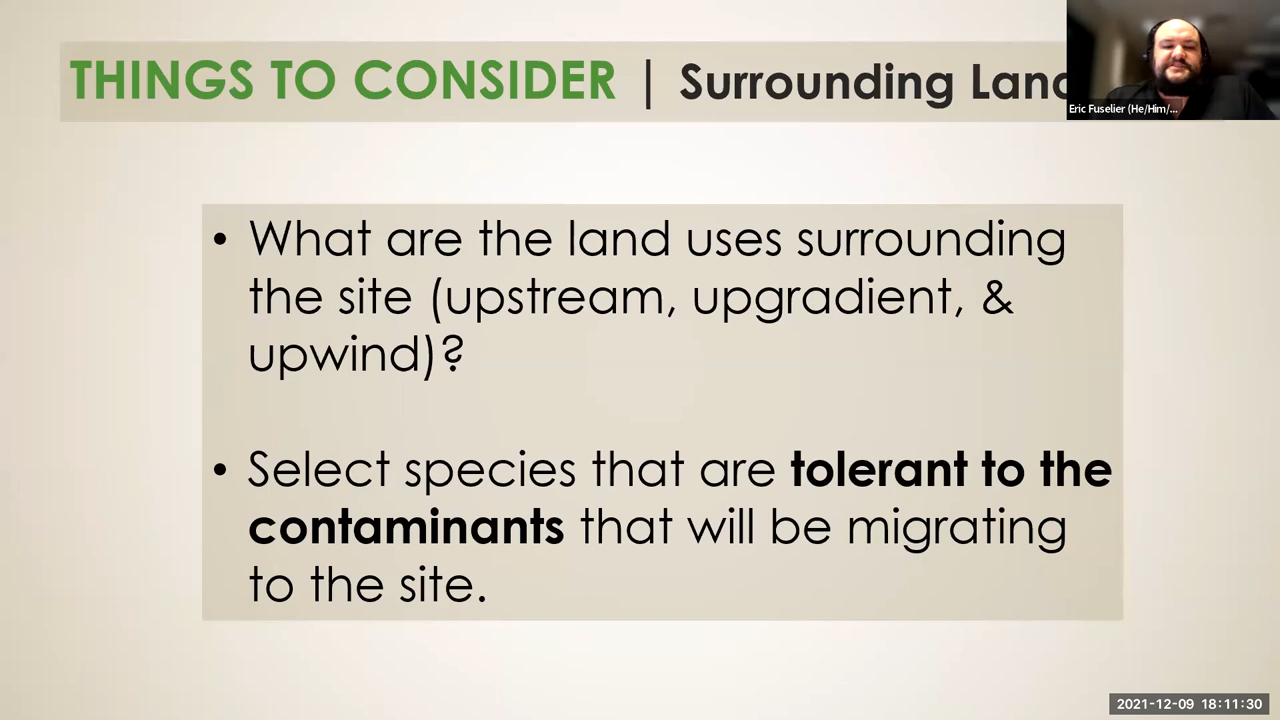 THINGS TO CONSIDER | Surrounding Land
Eric Fuselier (He/Him/...
• What are the land uses surrounding
the site (upstream, upgradient, &
upwind)?
• Select species that are tolerant to the
contaminants that will be migrating
to the site.
2021-12-09 18:11:30